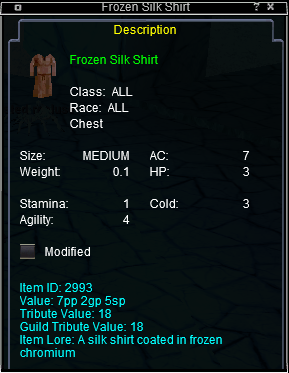 Frozen Silk Shirt ? ×
Description
Frozen Silk Shirt
Class: ALL
Race: ALL
Chest
Size: MEDIUM AC: 7
Weight: 0.1 HP: 3
Stamina: 1 Cold: 3
Agility: 4
Modified
Item ID: 2993
Value: 7pp 2gp 5sp
Tribute Value: 18
Guild Tribute Value: 18
Item Lore: A silk shirt coated in frozen
chromium